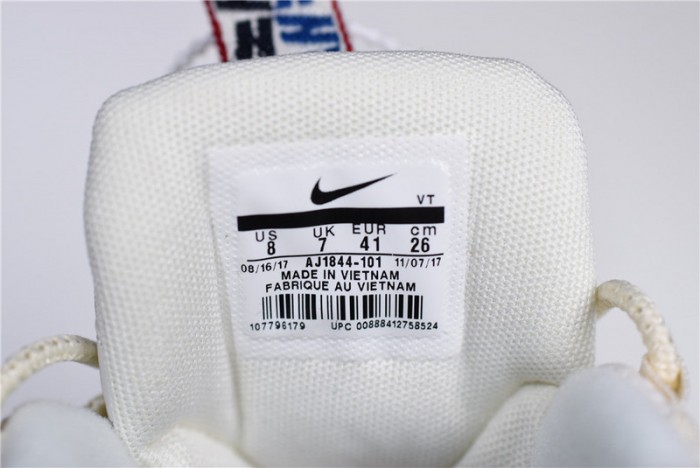 VT
US UK EUR cm
8 7 41 26
08/16/17 AJ1844-101 11/07/17
MADE IN VIETNAM
FABRIQUE AU VIETNAM
107796179 UPC 00888412758524